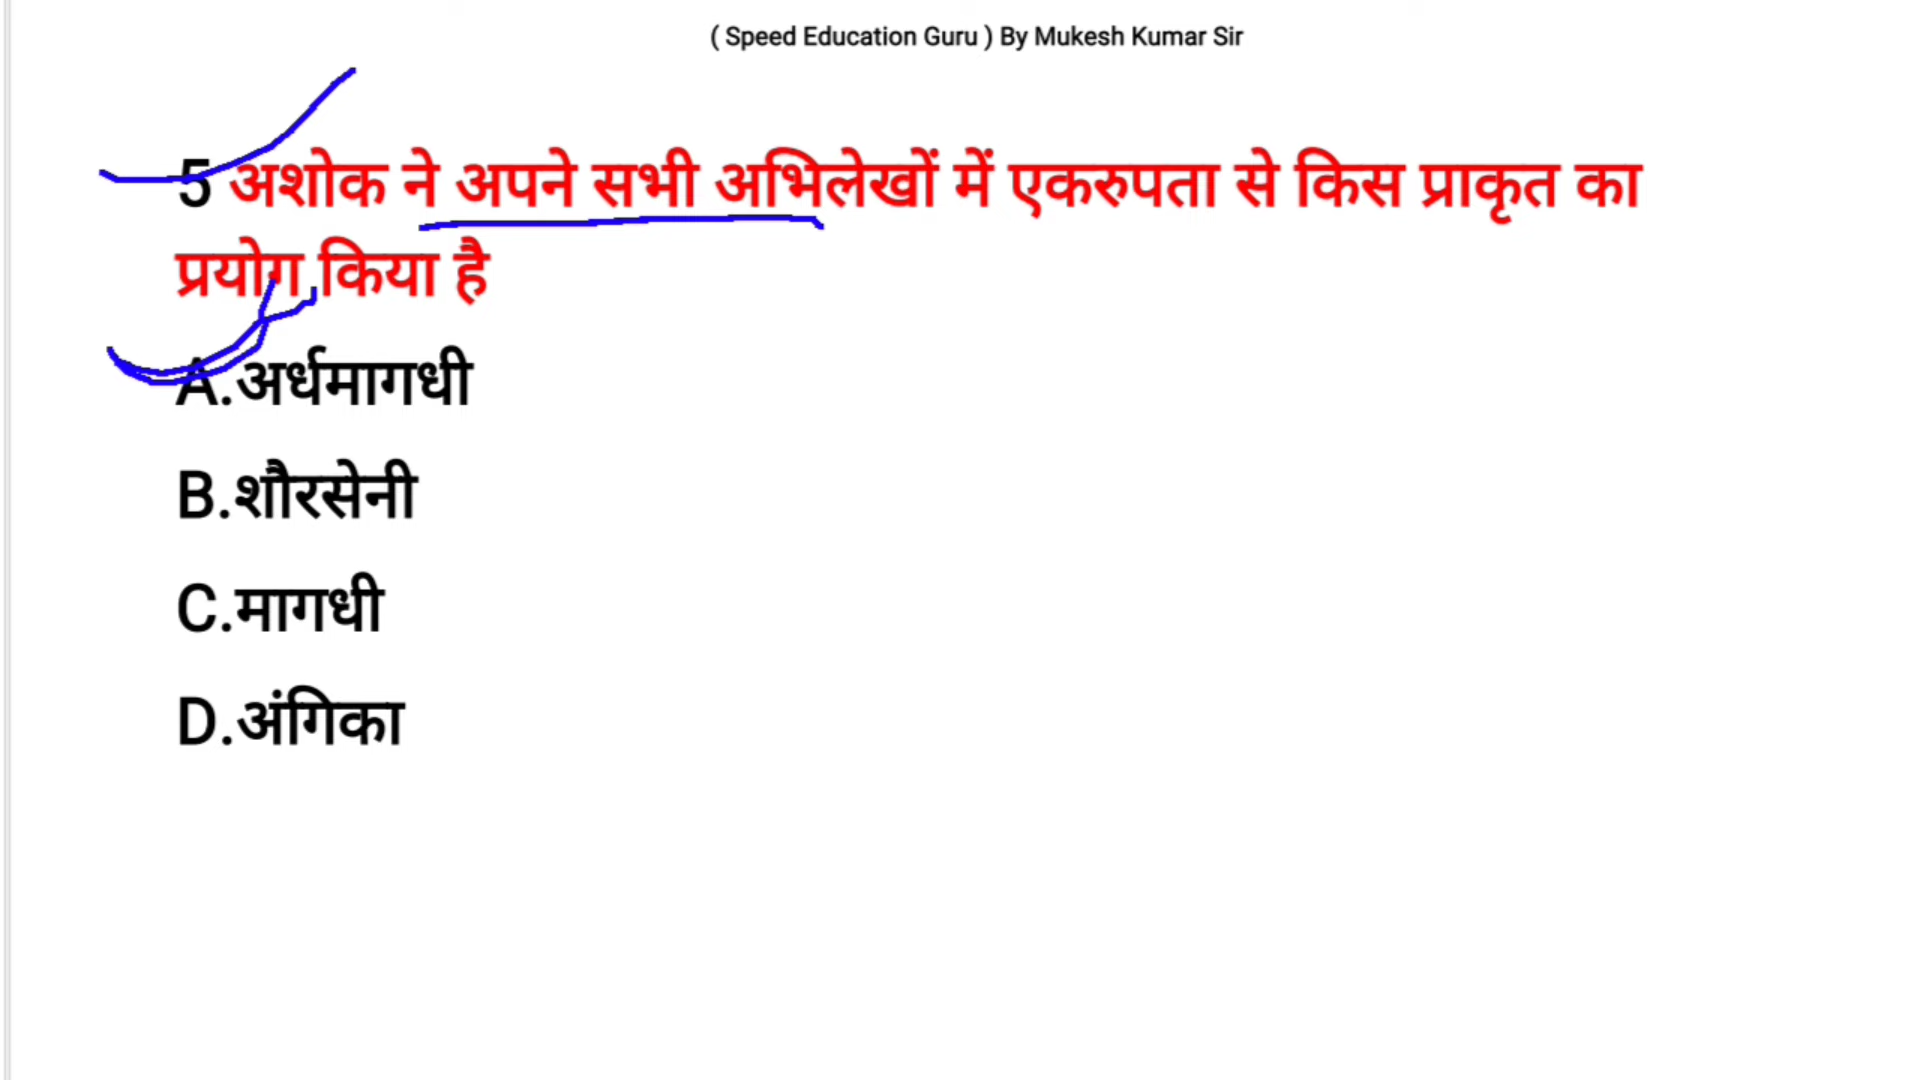 ( Speed Education Guru ) By Mukesh Kumar Sir
5 अशोक ने अपने सभी अभिलेखों में एकरुपता से किस प्राकृत का
प्रयोग किया है
A.अर्धमागधी
B.शौरसेनी
C.मागधी
D.अंगिका